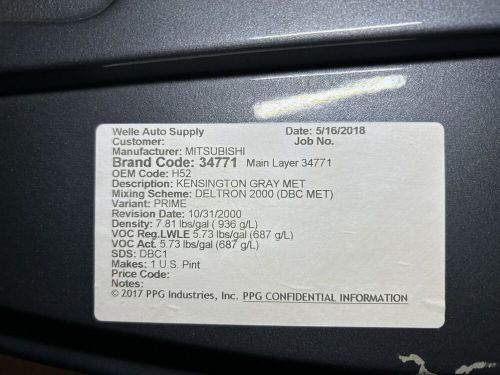 Welle Auto Supply Date: 5/16/2018
Customer: Job No.
Manufacturer: MITSUBISHI
Brand Code: 34771 Main Layer 34771
OEM Code: H52
Description: KENSINGTON GRAY MET
Mixing Scheme: DELTRON 2000 (DBC MET)
Variant: PRIME
Revision Date: 10/31/2000
Density: 7.81 lbs/gal ( 936 g/L)
VOC Reg.LWLE 5.73 lbs/gal (687 g/L)
VOC Act. 5.73 lbs/gal (687 g/L)
SDS: DBC1
Makes: 1 U.S. Pint
Price Code:
Notes:
© 2017 PPG Industries, Inc. PPG CONFIDENTIAL INFORMATION